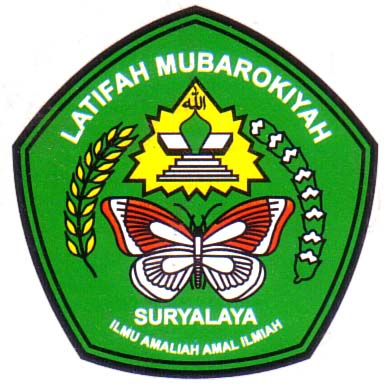 LATIFAH MUBAROKIYAH
الله
SURYALAYA
ILMU AMALIAH AMAL ILMIAH